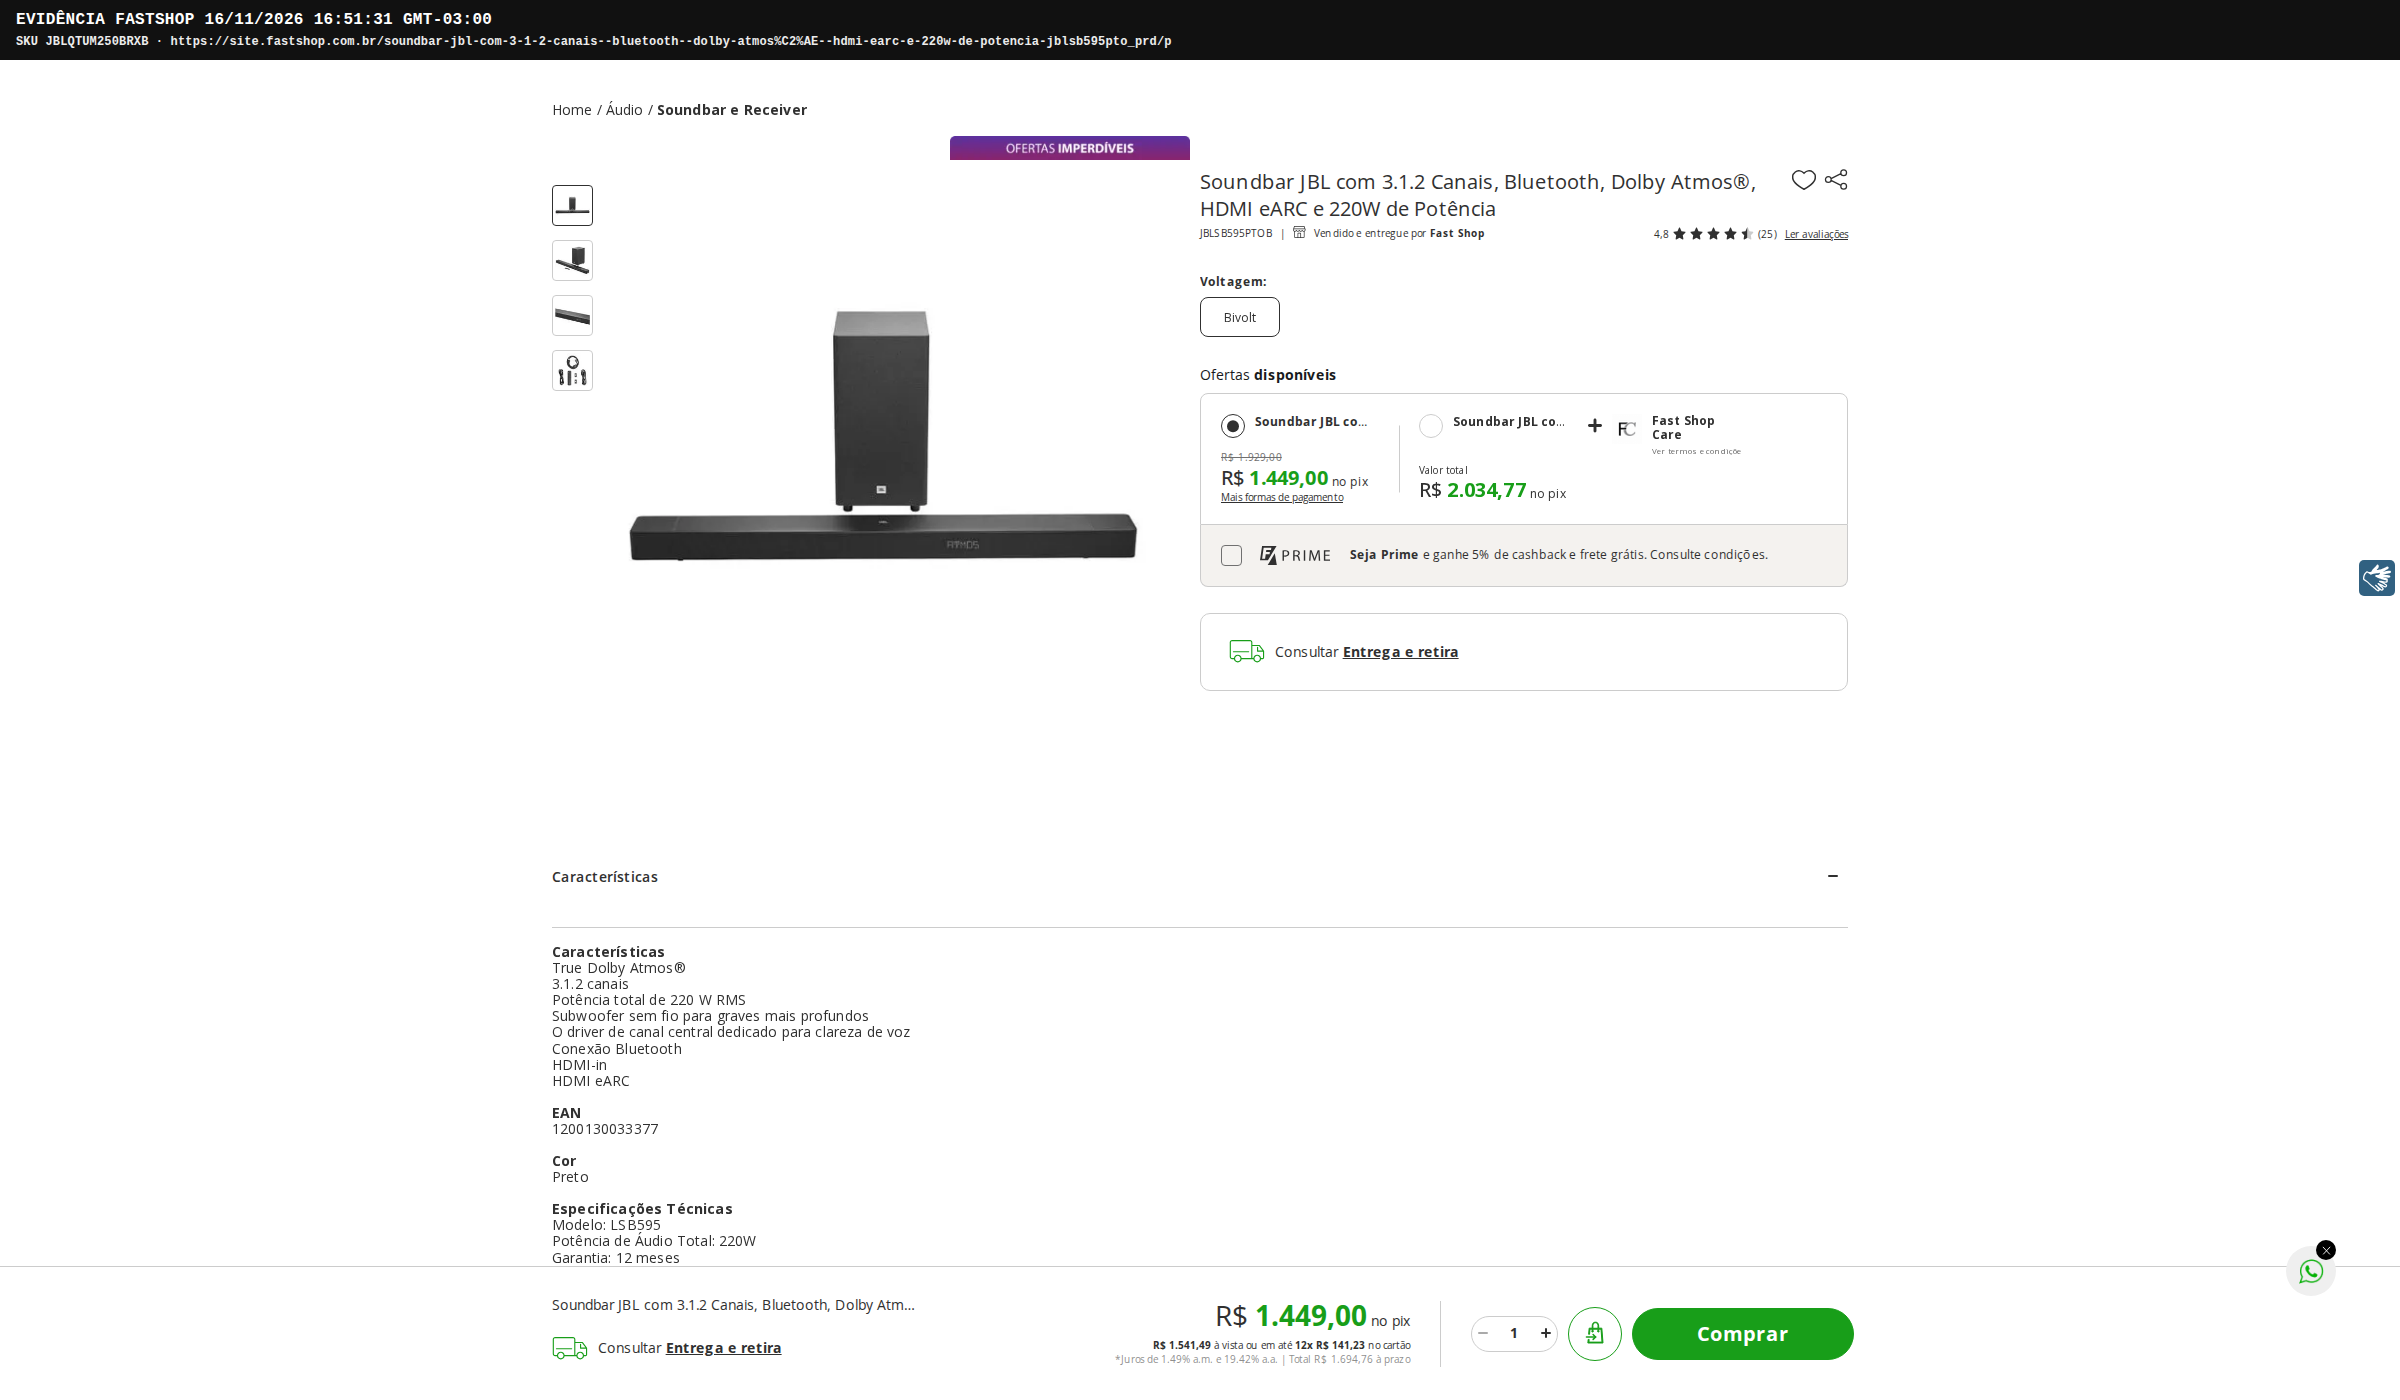 EVIDÊNCIA FASTSHOP 16/11/2026 16:51:31 GMT-03:00
SKU JBLQTUM250BRXB · https://site.fastshop.com.br/soundbar-jbl-com-3-1-2-canais--bluetooth--dolby-atmos%C2%AE--hdmi-earc-e-220w-de-potencia-jblsb595pto_prd/p
Home / Áudio / Soundbar e Receiver
OFERTAS IMPERDÍVEIS
Soundbar JBL com 3.1.2 Canais, Bluetooth, Dolby Atmos®,
HDMI eARC e 220W de Potência
JBLSB595PTOB | Vendido e entregue por Fast Shop
4,8 (25) Ler avaliações
Voltagem:
Bivolt
Ofertas disponíveis
Soundbar JBL co...
R$ 1.929,00
R$ 1.449,00 no pix
Mais formas de pagamento
Soundbar JBL co...
Valor total
R$ 2.034,77 no pix
+
FC
Fast Shop
Care
Ver termos e condiçõe
PRIME Seja Prime e ganhe 5% de cashback e frete grátis. Consulte condições.
Consultar Entrega e retira
Características
Características
True Dolby Atmos®
3.1.2 canais
Potência total de 220 W RMS
Subwoofer sem fio para graves mais profundos
O driver de canal central dedicado para clareza de voz
Conexão Bluetooth
HDMI-in
HDMI eARC
EAN
1200130033377
Cor
Preto
Especificações Técnicas
Modelo: LSB595
Potência de Áudio Total: 220W
Garantia: 12 meses
Soundbar JBL com 3.1.2 Canais, Bluetooth, Dolby Atm...
Consultar Entrega e retira
R$ 1.449,00 no pix
R$ 1.541,49 à vista ou em até 12x R$ 141,23 no cartão
*Juros de 1.49% a.m. e 19.42% a.a. | Total R$ 1.694,76 à prazo
− 1 +
Comprar